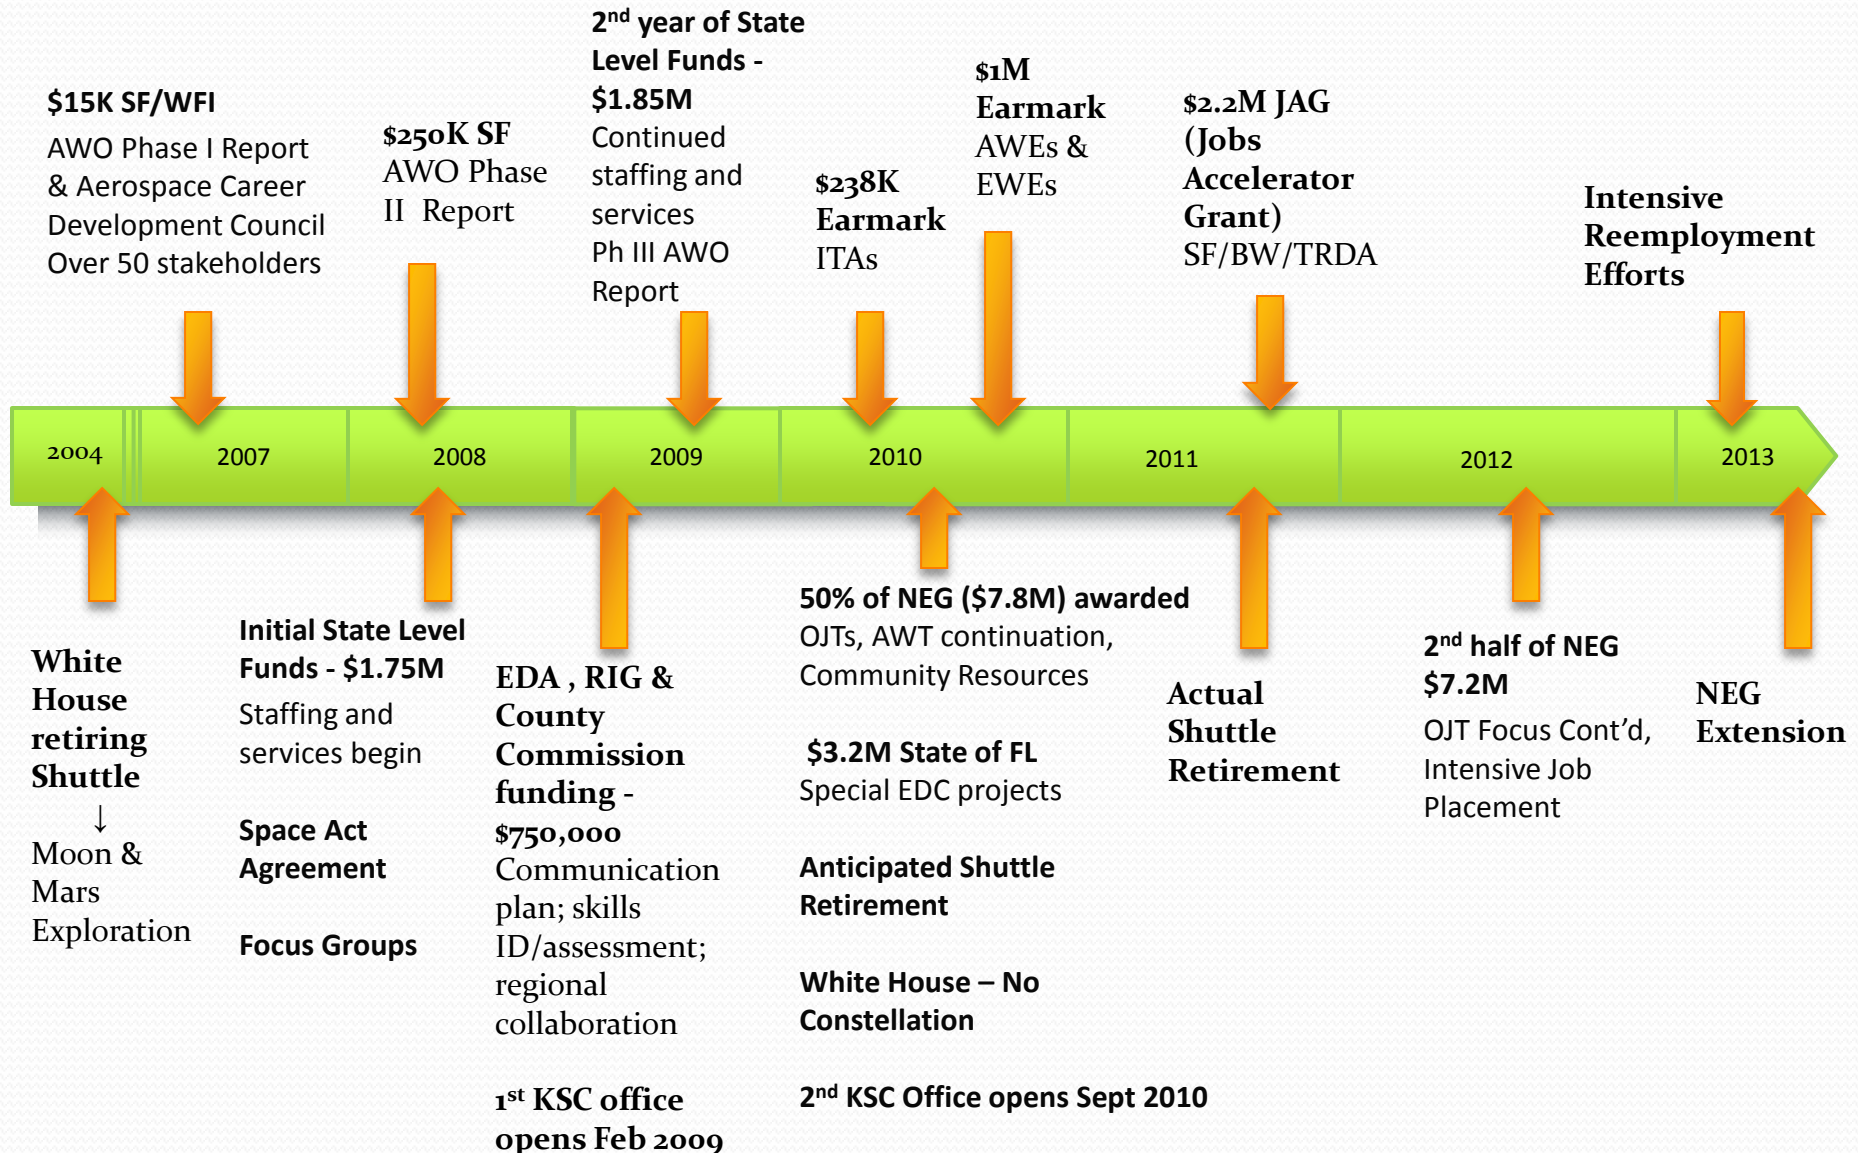 $15K SF/WFI
AWO Phase I Report
& Aerospace Career
Development Council
Over 50 stakeholders
$250K SF
AWO Phase
II Report
2nd year of State
Level Funds -
$1.85M
Continued
staffing and
services
Ph III AWO
Report
$238K
Earmark
ITAs
$1M
Earmark
AWEs &
EWEs
$2.2M JAG
(Jobs
Accelerator
Grant)
SF/BW/TRDA
Intensive
Reemployment
Efforts
2004
2007
2008
2009
2010
2011
2012
2013
White
House
retiring
Shuttle
↓
Moon &
Mars
Exploration
Initial State Level
Funds - $1.75M
Staffing and
services begin
Space Act
Agreement
Focus Groups
EDA , RIG &
County
Commission
funding -
$750,000
Communication
plan; skills
ID/assessment;
regional
collaboration
1st KSC office
opens Feb 2009
50% of NEG ($7.8M) awarded
OJTs, AWT continuation,
Community Resources
$3.2M State of FL
Special EDC projects
Anticipated Shuttle
Retirement
White House – No
Constellation
2nd KSC Office opens Sept 2010
Actual
Shuttle
Retirement
2nd half of NEG
$7.2M
OJT Focus Cont’d,
Intensive Job
Placement
NEG
Extension